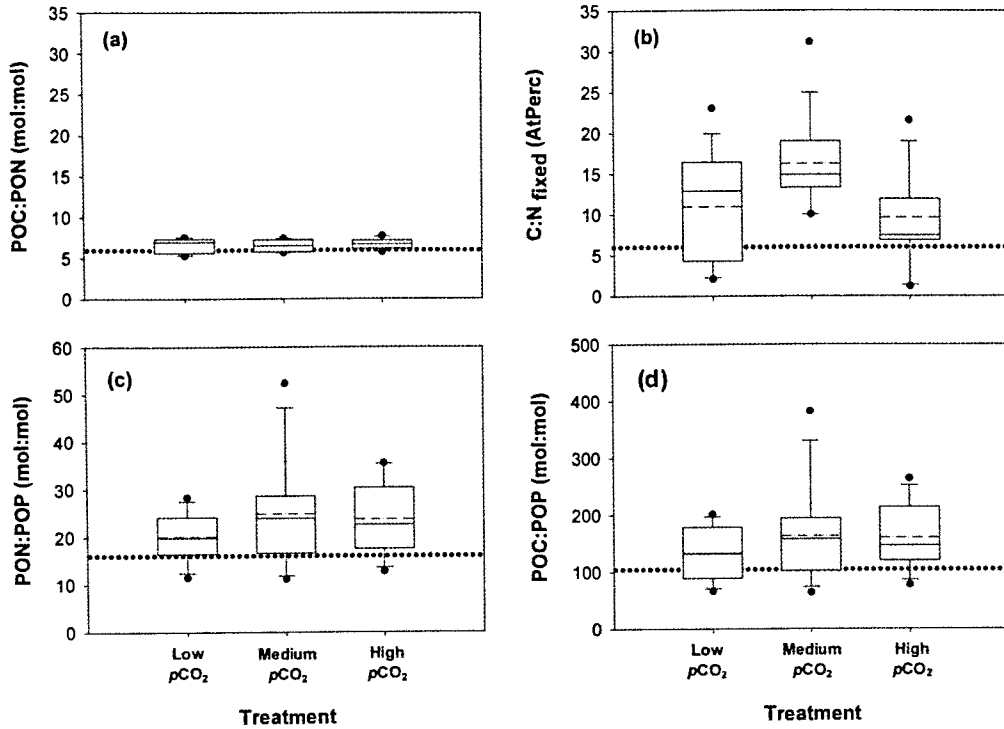 (a)
POC:PON (mol:mol)
35
30
25
20
15
10
5
0
(b)
C:N fixed (AtPerc)
35
30
25
20
15
10
5
0
(c)
PON:POP (mol:mol)
60
50
40
30
20
10
0
Low
pCO2
Medium
pCO2
High
pCO2
Treatment
(d)
POC:POP (mol:mol)
500
400
300
200
100
0
Low
pCO2
Medium
pCO2
High
pCO2
Treatment